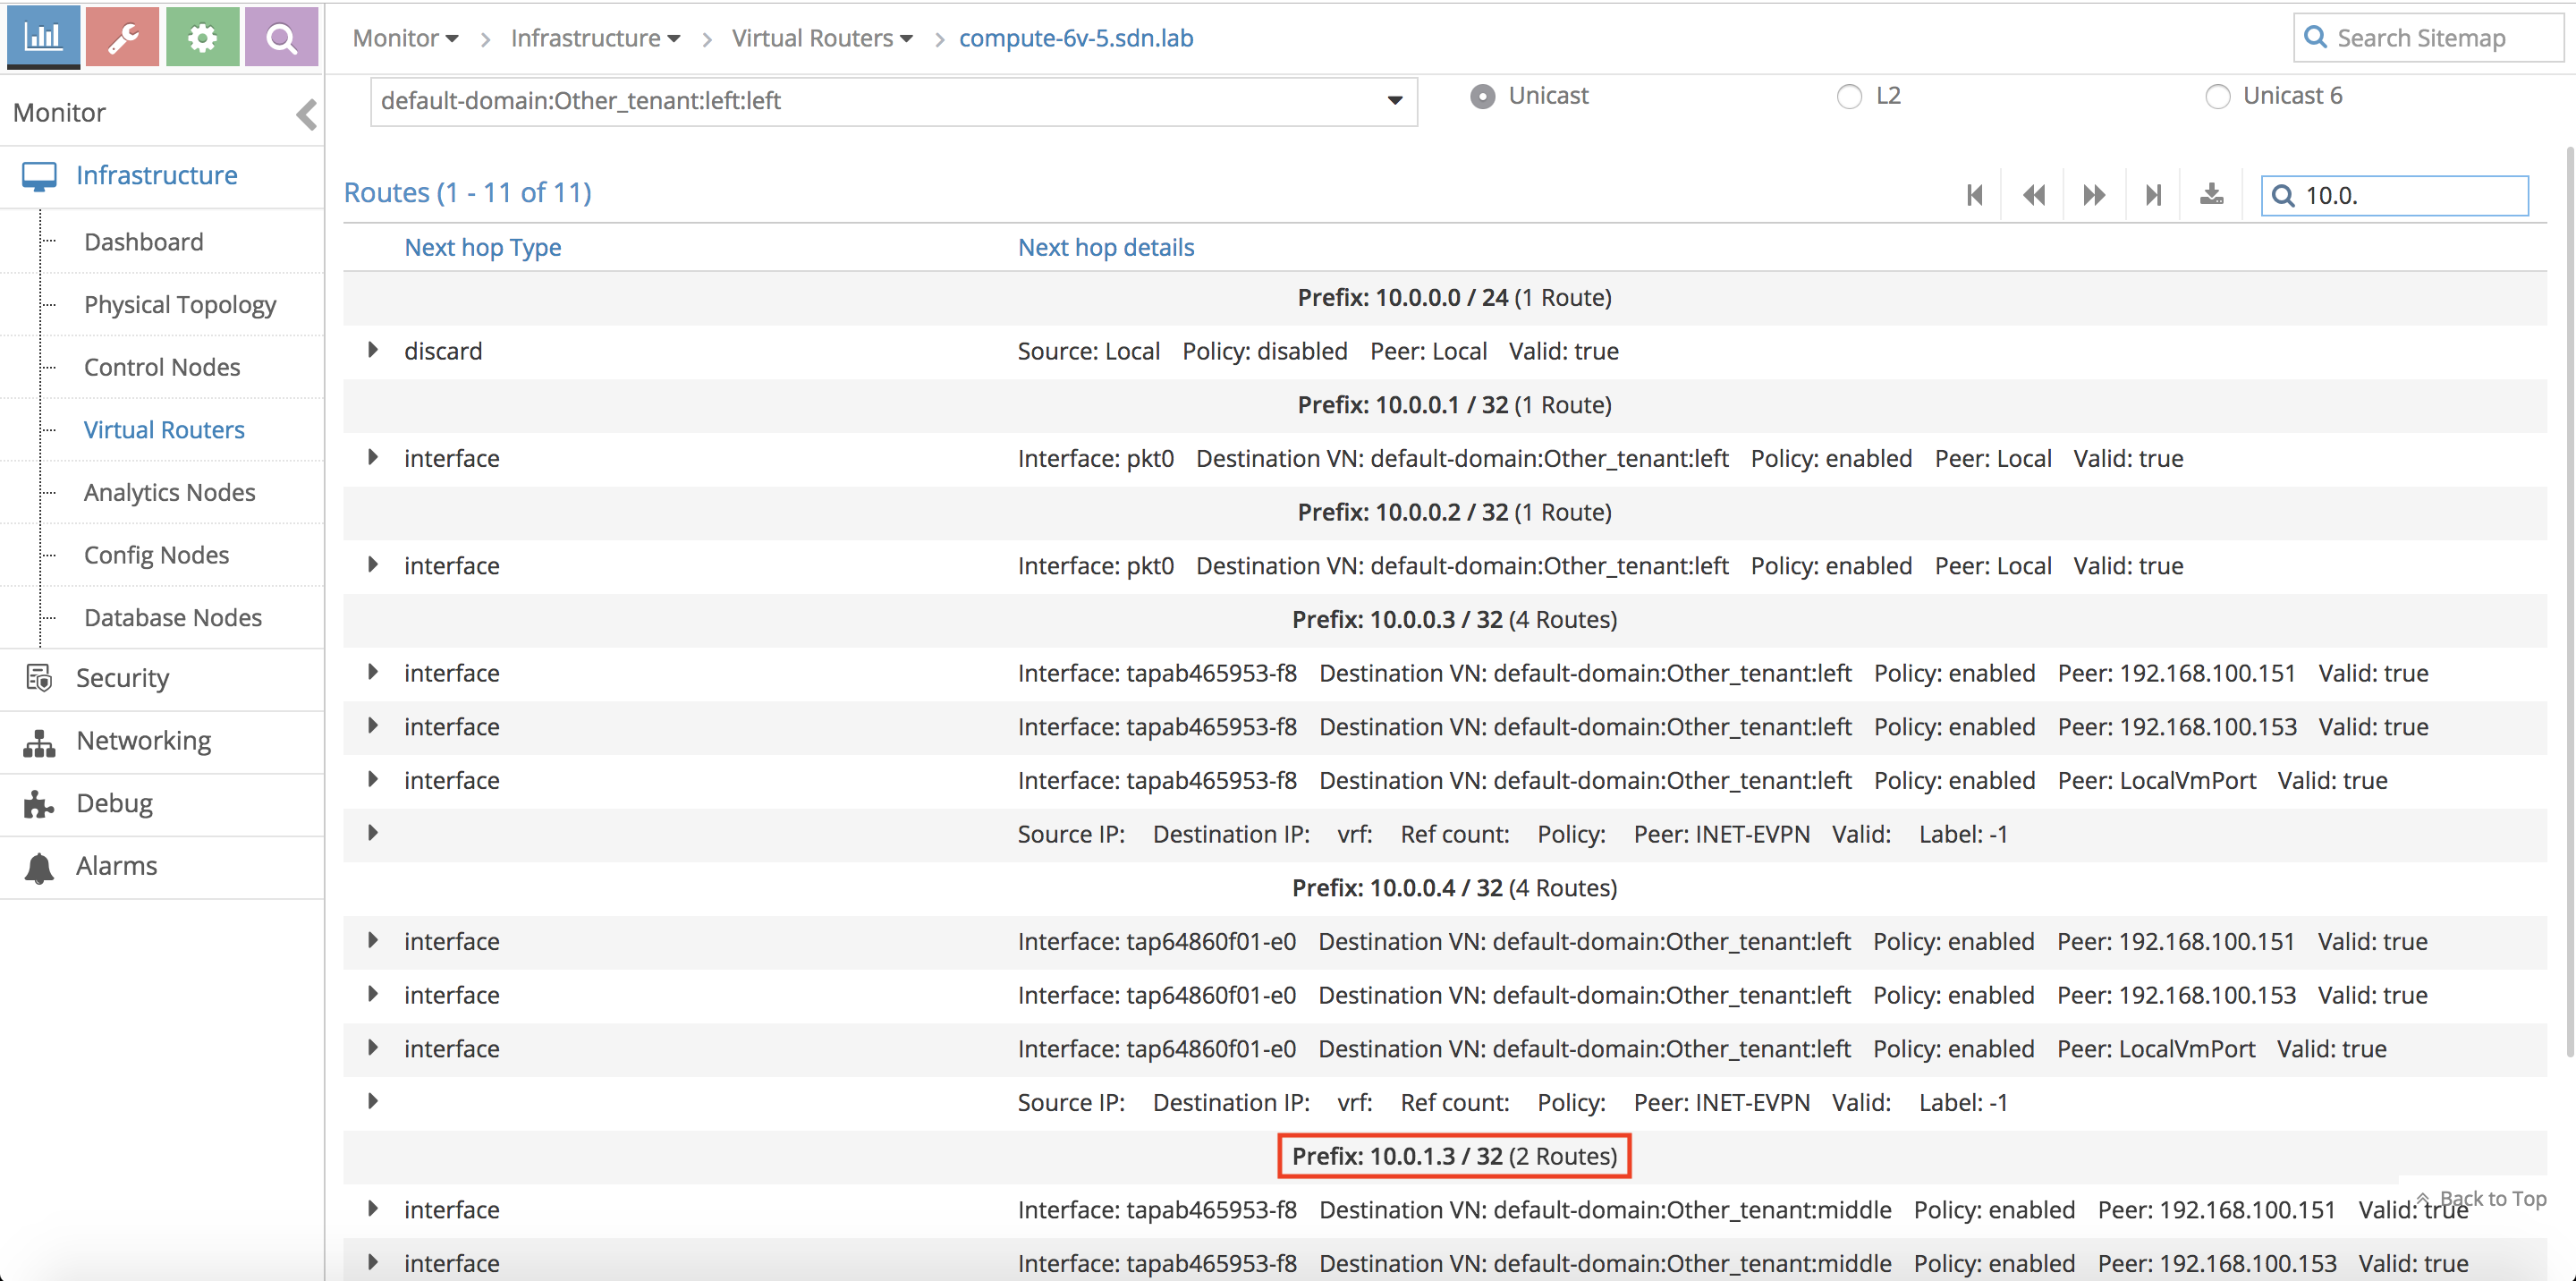 Monitor > Infrastructure > Virtual Routers > compute-6v-5.sdn.lab
Search Sitemap
Monitor
Infrastructure
Dashboard
Physical Topology
Control Nodes
Virtual Routers
Analytics Nodes
Config Nodes
Database Nodes
Security
Networking
Debug
Alarms
default-domain:Other_tenant:left:left
Unicast
L2
Unicast 6
Routes (1 - 11 of 11)
10.0.
Next hop Type Next hop details
Prefix: 10.0.0.0 / 24 (1 Route)
discard Source: Local Policy: disabled Peer: Local Valid: true
Prefix: 10.0.0.1 / 32 (1 Route)
interface Interface: pkt0 Destination VN: default-domain:Other_tenant:left Policy: enabled Peer: Local Valid: true
Prefix: 10.0.0.2 / 32 (1 Route)
interface Interface: pkt0 Destination VN: default-domain:Other_tenant:left Policy: enabled Peer: Local Valid: true
Prefix: 10.0.0.3 / 32 (4 Routes)
interface Interface: tapab465953-f8 Destination VN: default-domain:Other_tenant:left Policy: enabled Peer: 192.168.100.151 Valid: true
interface Interface: tapab465953-f8 Destination VN: default-domain:Other_tenant:left Policy: enabled Peer: 192.168.100.153 Valid: true
interface Interface: tapab465953-f8 Destination VN: default-domain:Other_tenant:left Policy: enabled Peer: LocalVmPort Valid: true
Source IP: Destination IP: vrf: Ref count: Policy: Peer: INET-EVPN Valid: Label: -1
Prefix: 10.0.0.4 / 32 (4 Routes)
interface Interface: tap64860f01-e0 Destination VN: default-domain:Other_tenant:left Policy: enabled Peer: 192.168.100.151 Valid: true
interface Interface: tap64860f01-e0 Destination VN: default-domain:Other_tenant:left Policy: enabled Peer: 192.168.100.153 Valid: true
interface Interface: tap64860f01-e0 Destination VN: default-domain:Other_tenant:left Policy: enabled Peer: LocalVmPort Valid: true
Source IP: Destination IP: vrf: Ref count: Policy: Peer: INET-EVPN Valid: Label: -1
Prefix: 10.0.1.3 / 32 (2 Routes)
Back to Top
interface Interface: tapab465953-f8 Destination VN: default-domain:Other_tenant:middle Policy: enabled Peer: 192.168.100.151 Valid: true
interface Interface: tapab465953-f8 Destination VN: default-domain:Other_tenant:middle Policy: enabled Peer: 192.168.100.153 Valid: true